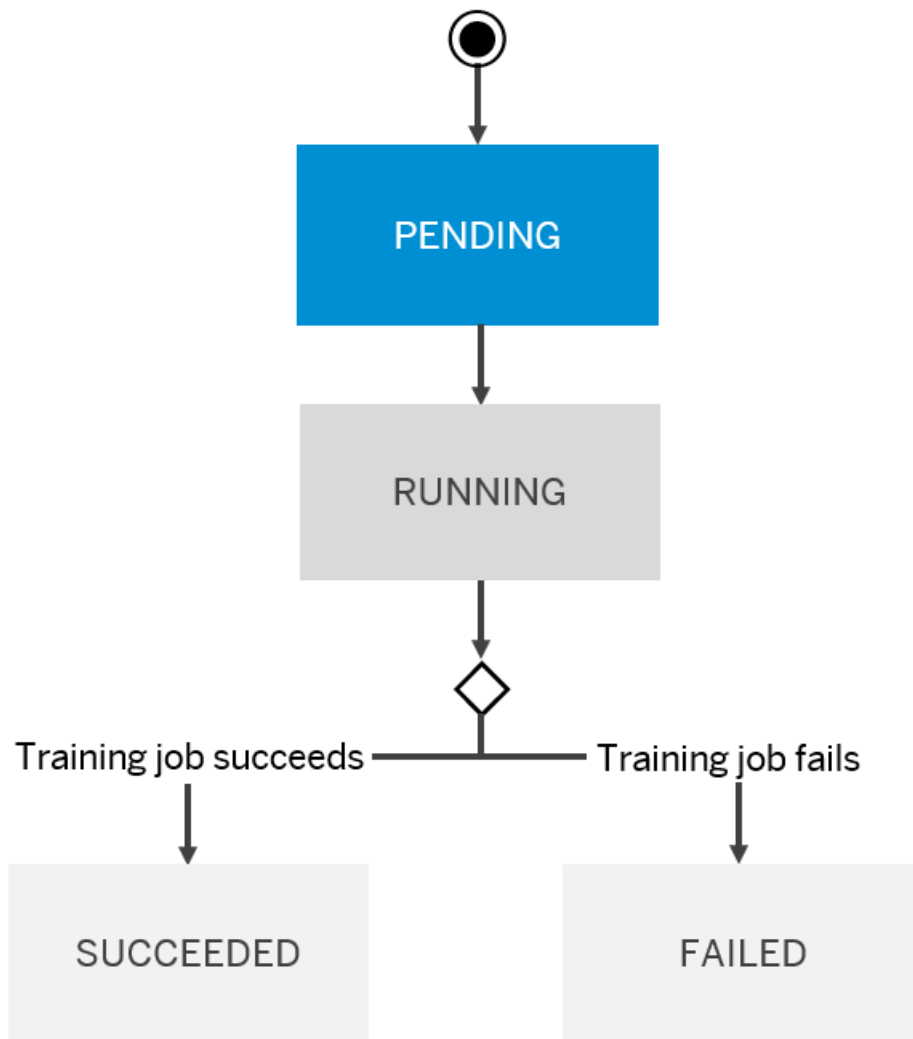 PENDING
RUNNING
Training job succeeds
Training job fails
SUCCEEDED
FAILED